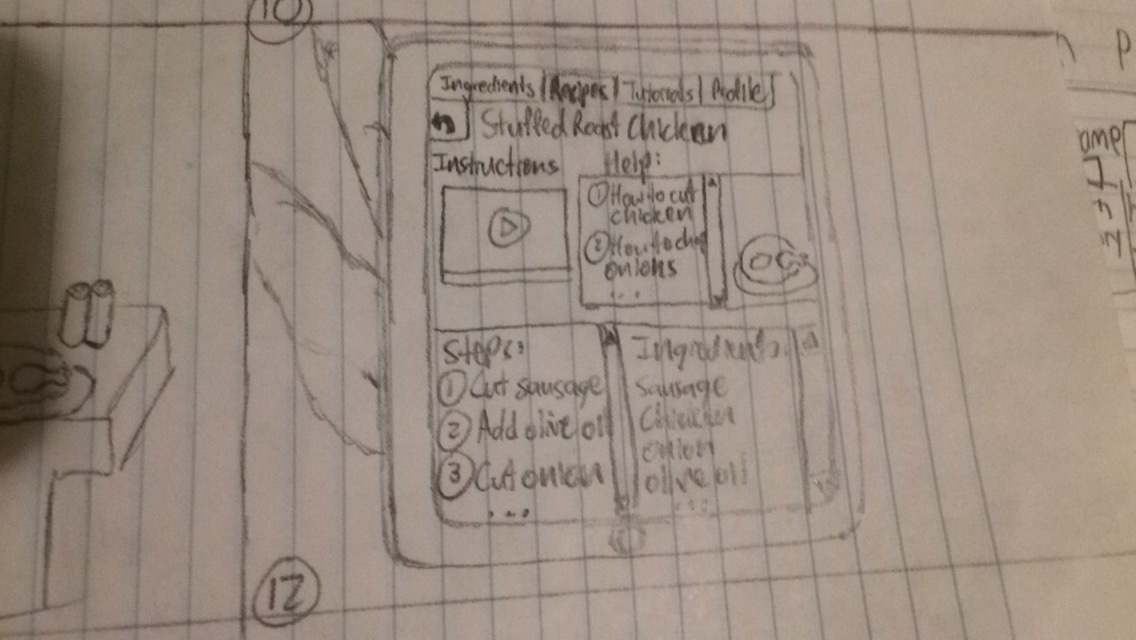 10
Ingredients | Recipes | Tutorials | Profile
Stuffed Roast Chicken
Instructions
Help:
① How to cut
chicken
② How to chop
onions
...
Steps:
① Cut sausage
② Add olive oil
③ Cut onion
...
Ingredients:
Sausage
Chicken
onion
olive oil
...
12
P
ame